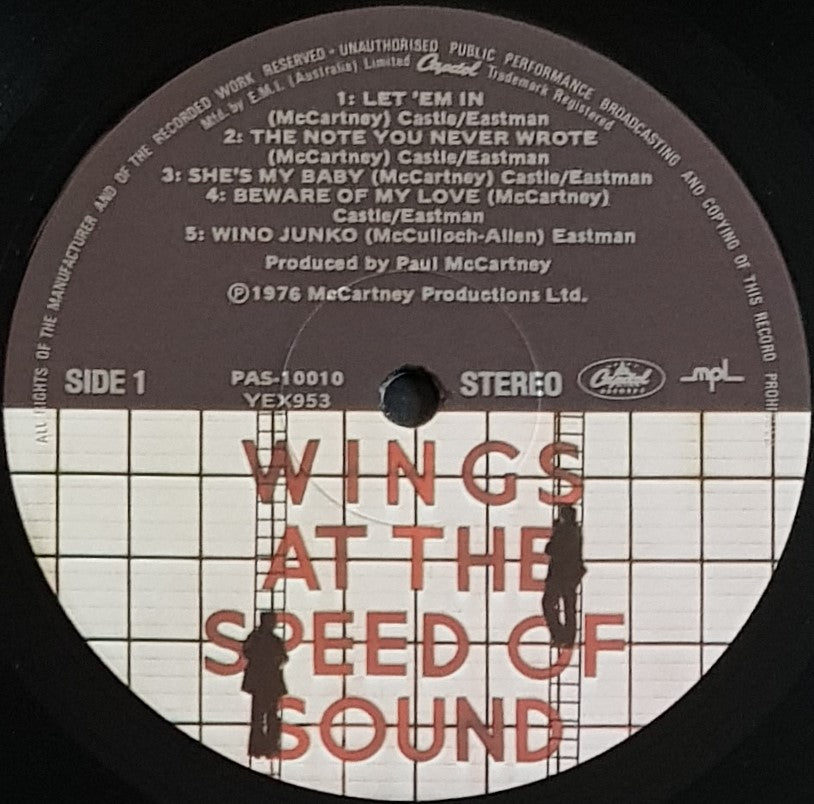 ALL RIGHTS OF THE MANUFACTURER AND OF THE RECORDED WORK RESERVED - UNAUTHORISED PUBLIC PERFORMANCE BROADCASTING AND COPYING OF THIS RECORD PROHIBITED
Mfd. by E.M.I. (Australia) Limited Capitol Trademark Registered
1: LET 'EM IN
(McCartney) Castle/Eastman
2: THE NOTE YOU NEVER WROTE
(McCartney) Castle/Eastman
3: SHE'S MY BABY (McCartney) Castle/Eastman
4: BEWARE OF MY LOVE (McCartney)
Castle/Eastman
5: WINO JUNKO (McCulloch-Allen) Eastman
Produced by Paul McCartney
Ⓟ1976 McCartney Productions Ltd.
SIDE 1 PAS-10010 STEREO Capitol RECORDS mpl
YEX953
WINGS
AT THE
SPEED OF
SOUND